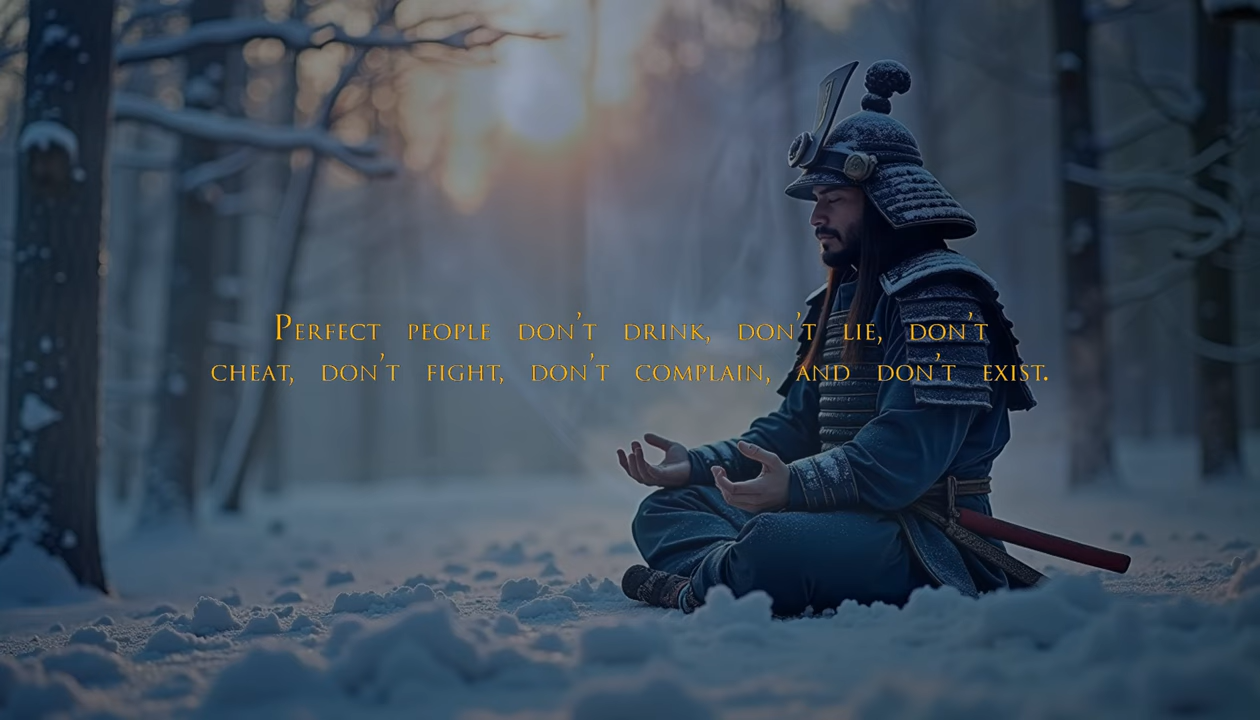 Perfect people don't drink, don't lie, don't
cheat, don't fight, don't complain, and don't exist.